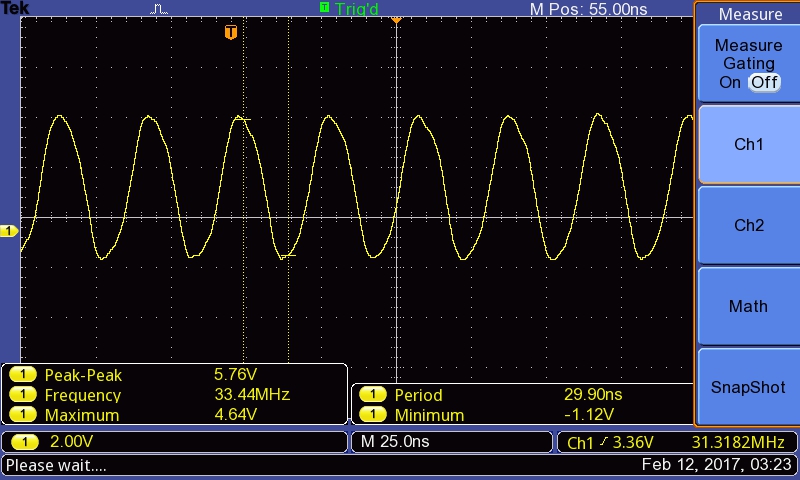 Tek
T Trig'd
M Pos: 55.00ns
T
1
Measure
Measure
Gating
On Off
Ch1
Ch2
Math
SnapShot
1 Peak-Peak 5.76V
1 Frequency 33.44MHz
1 Maximum 4.64V
1 Period 29.90ns
1 Minimum -1.12V
1 2.00V
M 25.0ns
Ch1 3.36V 31.3182MHz
Please wait....
Feb 12, 2017, 03:23